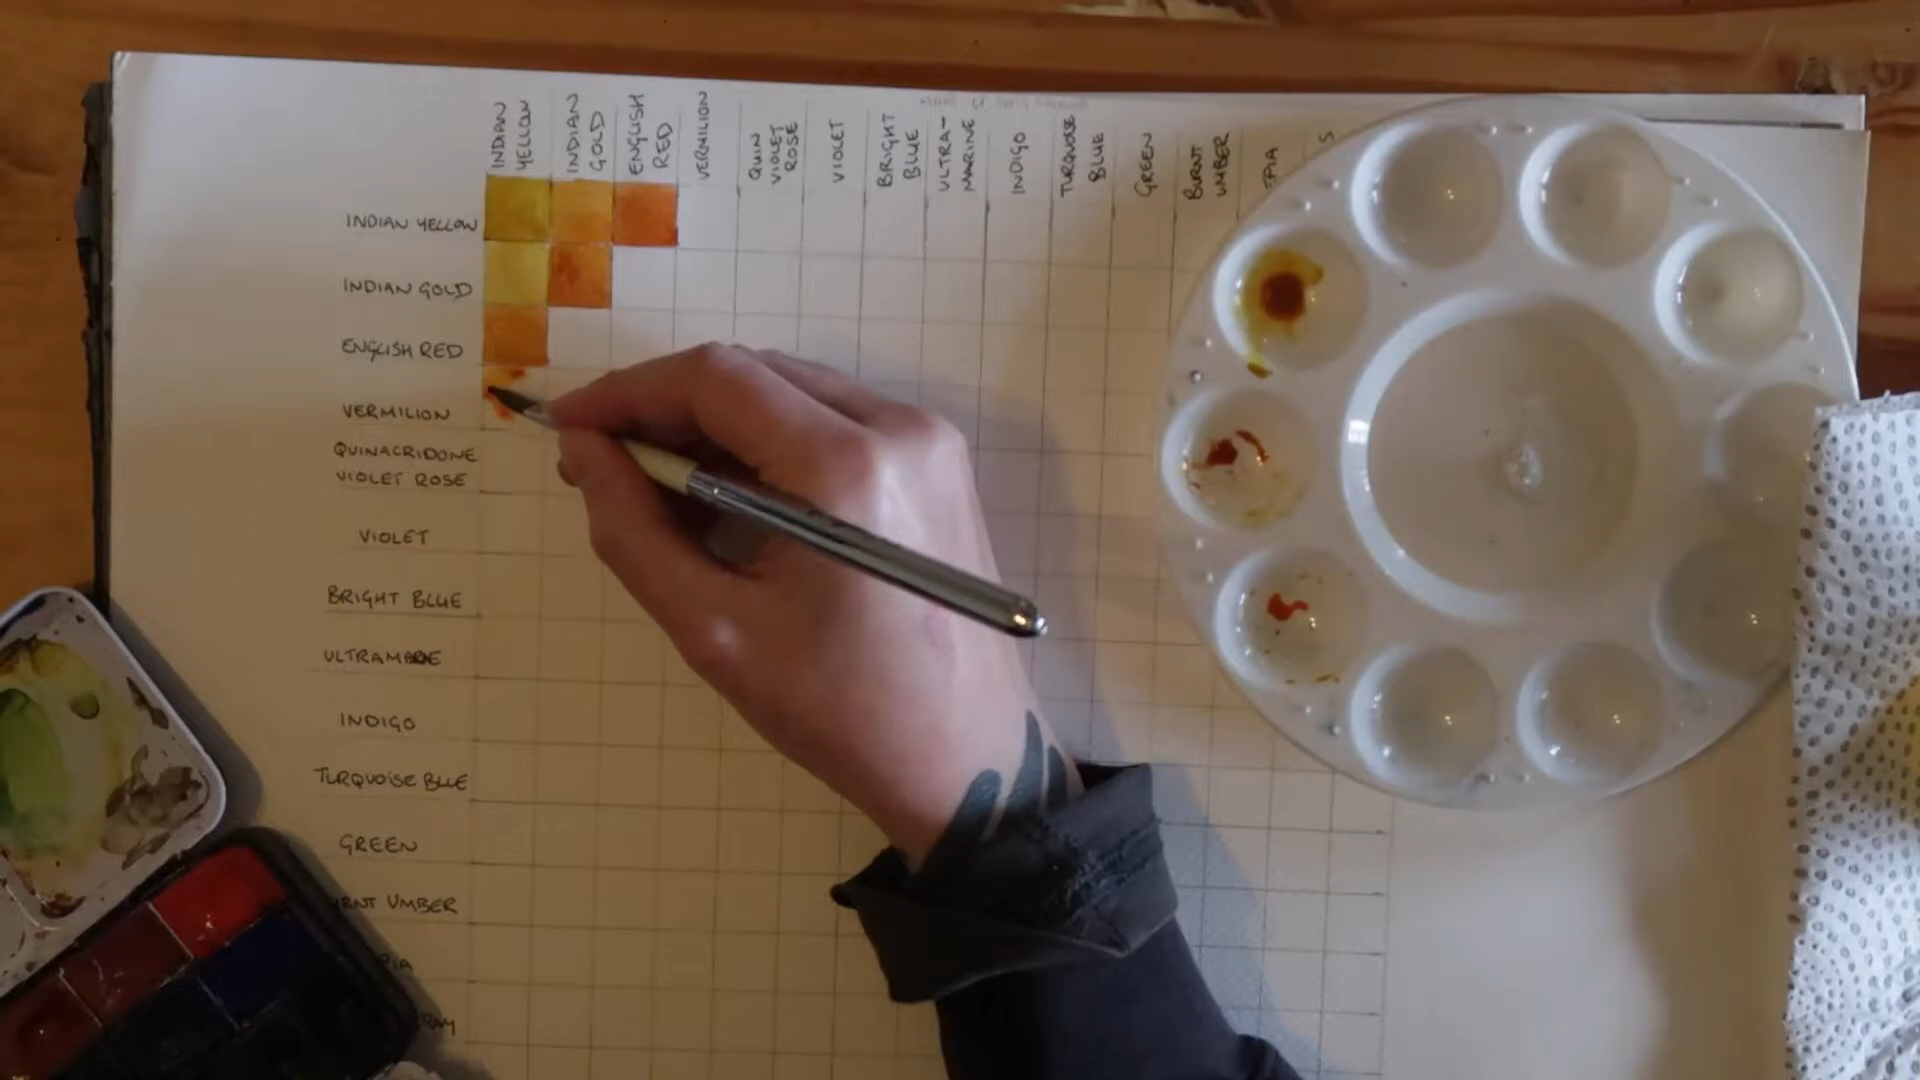 INDIAN
YELLOW
INDIAN
GOLD
ENGLISH
RED
VERMILION
QUIN
VIOLET
ROSE
VIOLET
BRIGHT
BLUE
ULTRA-
MARINE
INDIGO
TURQUOISE
BLUE
GREEN
BURNT
UMBER
S
INDIAN YELLOW
INDIAN GOLD
ENGLISH RED
VERMILION
QUINACRIDONE
VIOLET ROSE
VIOLET
BRIGHT BLUE
INDIGO
TURQUOISE BLUE
GREEN
UMBER